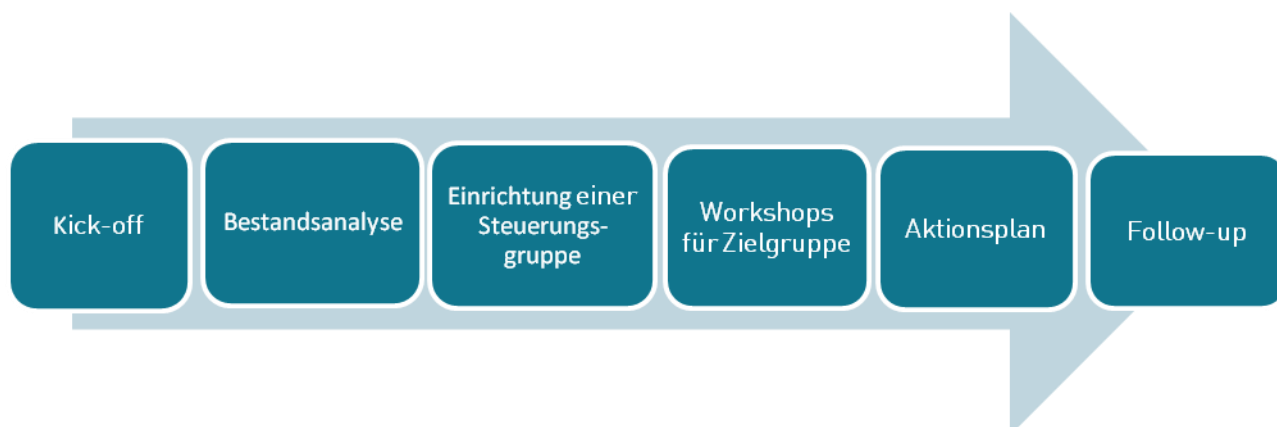 Kick-off
Bestandsanalyse
Einrichtung einer
Steuerungs-
gruppe
Workshops
für Zielgruppe
Aktionsplan
Follow-up